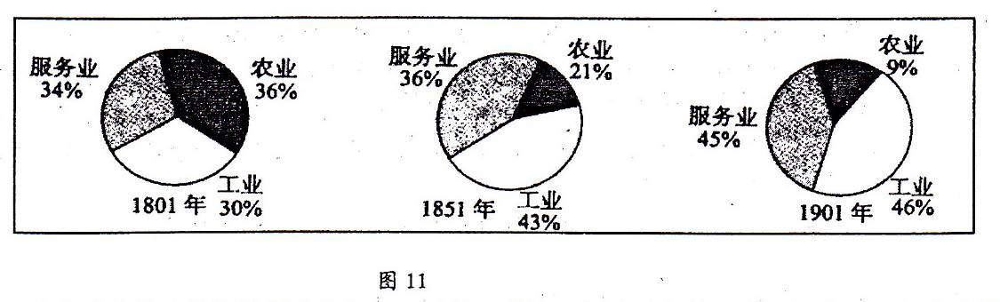 服务业
34%
农业
36%
工业
30%
1801 年
服务业
36%
农业
21%
工业
43%
1851 年
服务业
45%
农业
9%
工业
46%
1901 年
图 11